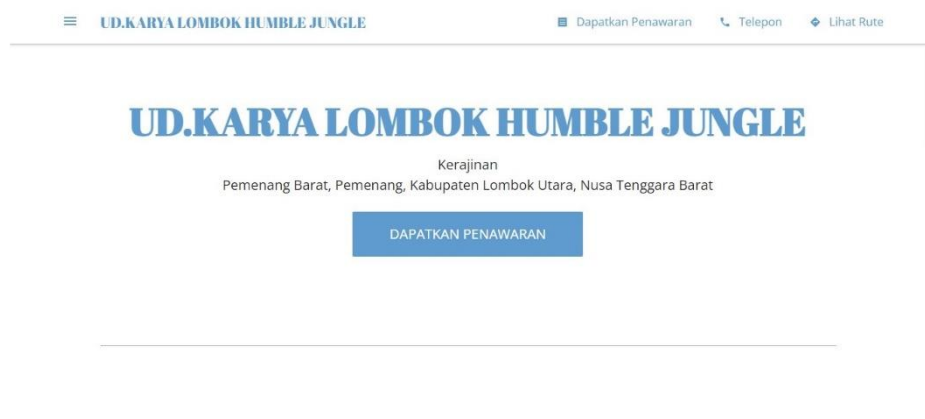 UD.KARYA LOMBOK HUMBLE JUNGLE Dapatkan Penawaran Telepon Lihat Rute
UD.KARYA LOMBOK HUMBLE JUNGLE
Kerajinan
Pemenang Barat, Pemenang, Kabupaten Lombok Utara, Nusa Tenggara Barat
DAPATKAN PENAWARAN